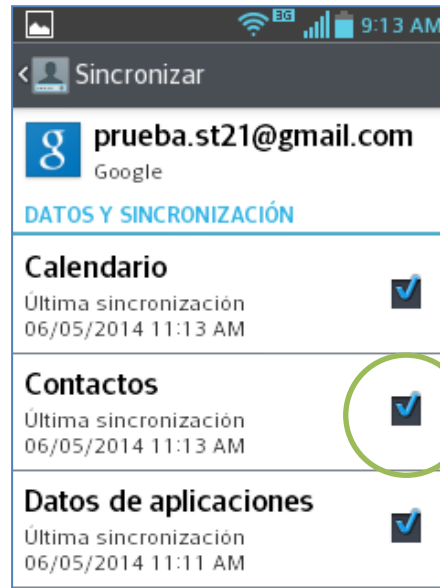 3G 9:13 AM
Sincronizar
g prueba.st21@gmail.com
Google
DATOS Y SINCRONIZACIÓN
Calendario
Última sincronización
06/05/2014 11:13 AM
Contactos
Última sincronización
06/05/2014 11:13 AM
Datos de aplicaciones
Última sincronización
06/05/2014 11:11 AM